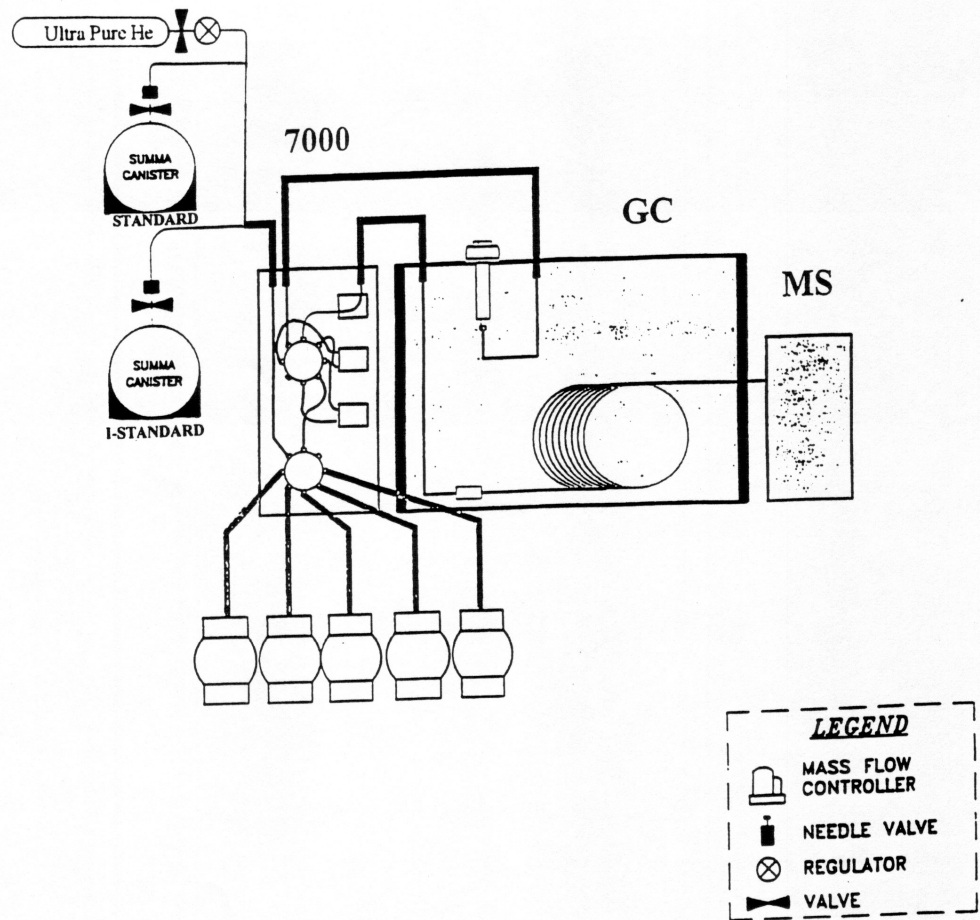 Ultra Pure He
7000
SUMMA
CANISTER
STANDARD
GC
MS
SUMMA
CANISTER
I-STANDARD
LEGEND
MASS FLOW
CONTROLLER
NEEDLE VALVE
REGULATOR
VALVE